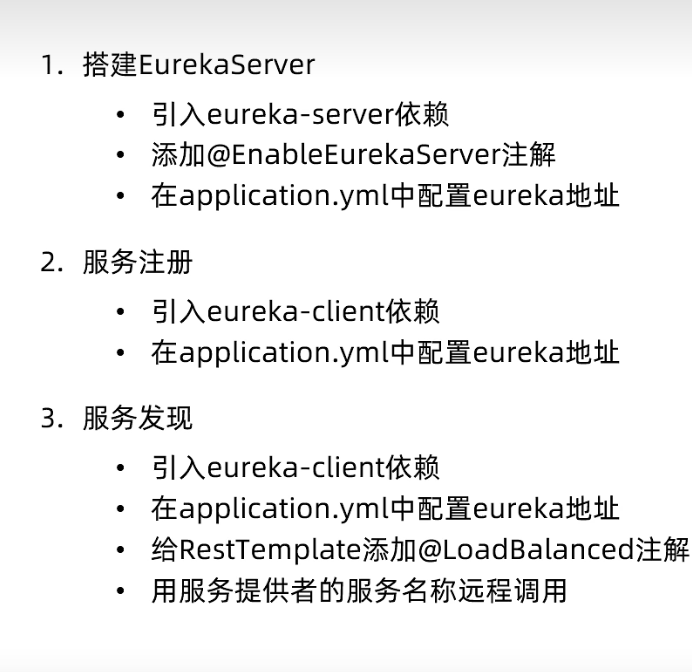 1. 搭建EurekaServer
• 引入eureka-server依赖
• 添加@EnableEurekaServer注解
• 在application.yml中配置eureka地址
2. 服务注册
• 引入eureka-client依赖
• 在application.yml中配置eureka地址
3. 服务发现
• 引入eureka-client依赖
• 在application.yml中配置eureka地址
• 给RestTemplate添加@LoadBalanced注解
• 用服务提供者的服务名称远程调用